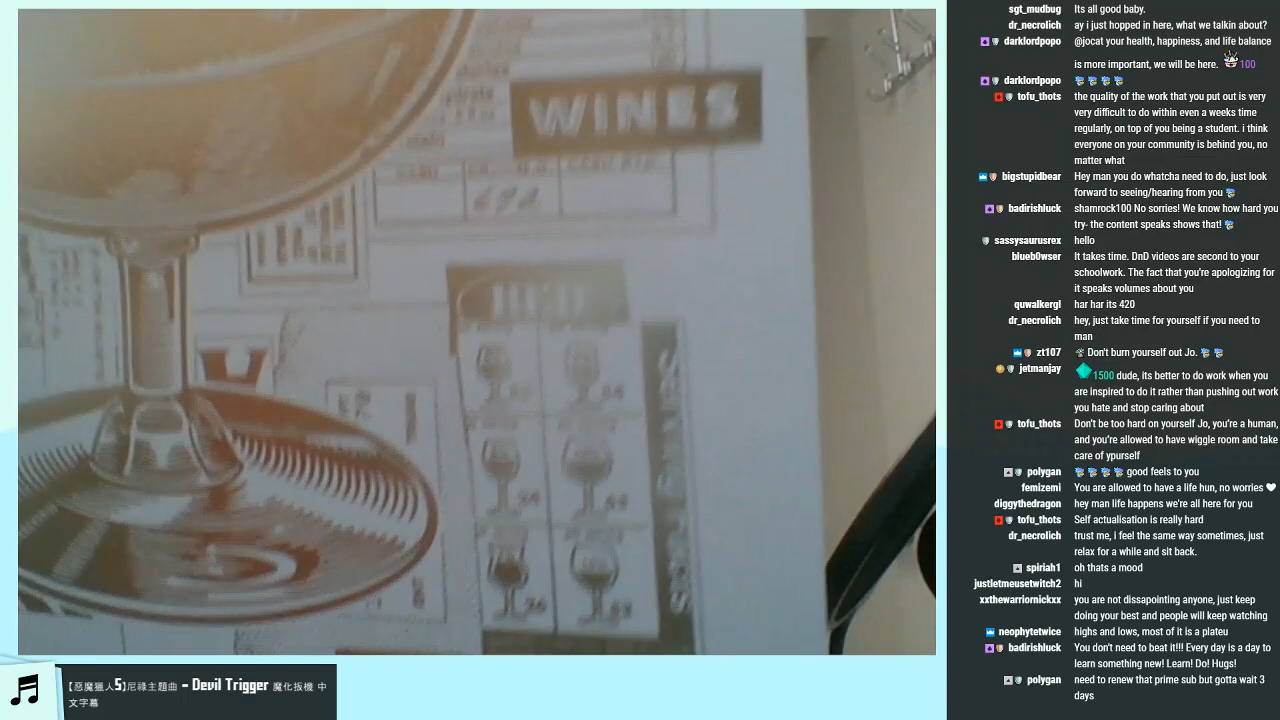 WINES
sgt_mudbug Its all good baby.
dr_necrolich ay i just hopped in here, what we talkin about?
darklordpopo @jocat your health, happiness, and life balance
is more important, we will be here. 100
darklordpopo
tofu_thots the quality of the work that you put out is very
very difficult to do within even a weeks time
regularly, on top of you being a student. i think
everyone on your community is behind you, no
matter what
bigstupidbear Hey man you do whatcha need to do, just look
forward to seeing/hearing from you
badirishluck shamrock100 No sorries! We know how hard you
try- the content speaks shows that!
sassysaurusrex hello
blueb0wser It takes time. DnD videos are second to your
schoolwork. The fact that you're apologizing for
it speaks volumes about you
quwalkergl har har its 420
dr_necrolich hey, just take time for yourself if you need to
man
zt107 Don't burn yourself out Jo.
jetmanjay 1500 dude, its better to do work when you
are inspired to do it rather than pushing out work
you hate and stop caring about
tofu_thots Don't be too hard on yourself Jo, you're a human,
and you're allowed to have wiggle room and take
care of ypurself
polygan good feels to you
femizemi You are allowed to have a life hun, no worries
diggythedragon hey man life happens we're all here for you
tofu_thots Self actualisation is really hard
dr_necrolich trust me, i feel the same way sometimes, just
relax for a while and sit back.
spiriah1 oh thats a mood
justletmeusetwitch2 hi
xxthewarriornickxx you are not dissapointing anyone, just keep
doing your best and people will keep watching
neophytetwice highs and lows, most of it is a plateu
badirishluck You don't need to beat it!!! Every day is a day to
learn something new! Learn! Do! Hugs!
polygan need to renew that prime sub but gotta wait 3
days
【惡魔獵人5】尼祿主題曲 - Devil Trigger 魔化扳機 中
文字幕